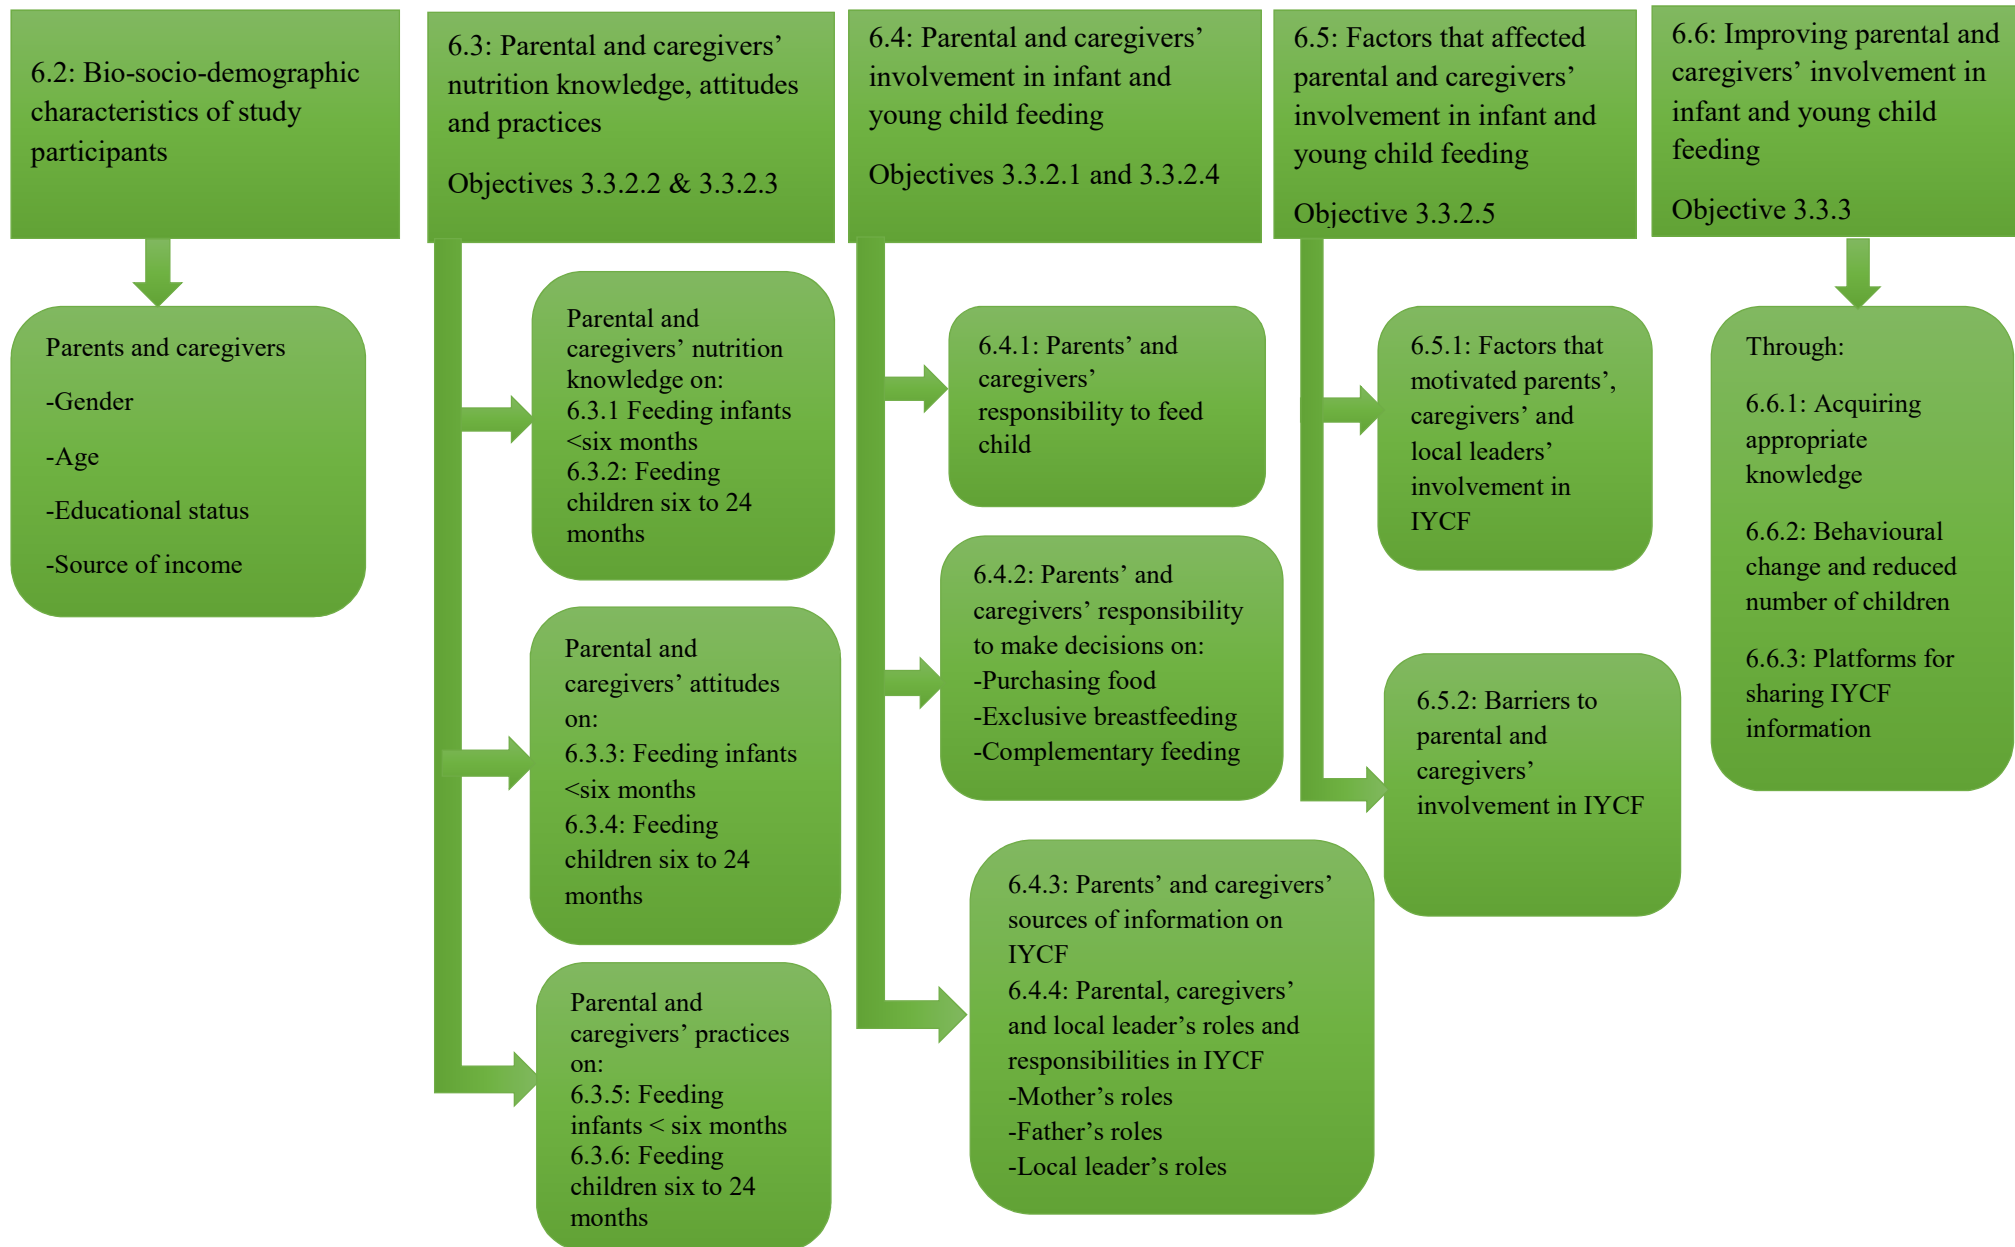 6.2: Bio-socio-demographic
characteristics of study
participants
Parents and caregivers
-Gender
-Age
-Educational status
-Source of income
6.3: Parental and caregivers’
nutrition knowledge, attitudes
and practices
Objectives 3.3.2.2 & 3.3.2.3
Parental and
caregivers’ nutrition
knowledge on:
6.3.1 Feeding infants
<six months
6.3.2: Feeding
children six to 24
months
Parental and
caregivers’ attitudes
on:
6.3.3: Feeding infants
<six months
6.3.4: Feeding
children six to 24
months
Parental and
caregivers’ practices
on:
6.3.5: Feeding
infants < six months
6.3.6: Feeding
children six to 24
months
6.4: Parental and caregivers’
involvement in infant and
young child feeding
Objectives 3.3.2.1 and 3.3.2.4
6.4.1: Parents’ and
caregivers’
responsibility to feed
child
6.4.2: Parents’ and
caregivers’ responsibility
to make decisions on:
-Purchasing food
-Exclusive breastfeeding
-Complementary feeding
6.4.3: Parents’ and caregivers’
sources of information on
IYCF
6.4.4: Parental, caregivers’
and local leader’s roles and
responsibilities in IYCF
-Mother’s roles
-Father’s roles
-Local leader’s roles
6.5: Factors that affected
parental and caregivers’
involvement in infant and
young child feeding
Objective 3.3.2.5
6.5.1: Factors that
motivated parents’,
caregivers’ and
local leaders’
involvement in
IYCF
6.5.2: Barriers to
parental and
caregivers’
involvement in IYCF
6.6: Improving parental and
caregivers’ involvement in
infant and young child
feeding
Objective 3.3.3
Through:
6.6.1: Acquiring
appropriate
knowledge
6.6.2: Behavioural
change and reduced
number of children
6.6.3: Platforms for
sharing IYCF
information